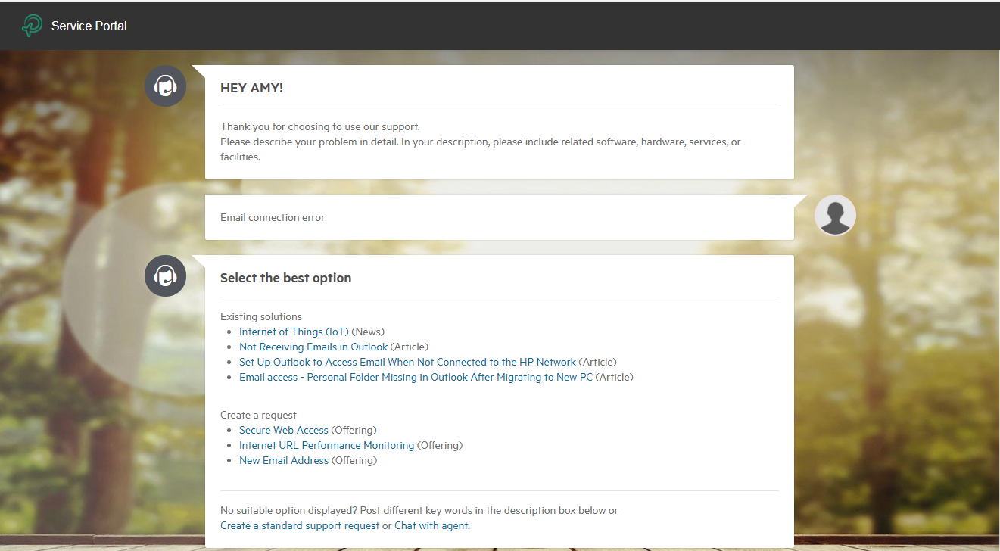 Service Portal
HEY AMY!
Thank you for choosing to use our support.
Please describe your problem in detail. In your description, please include related software, hardware, services, or
facilities.
Email connection error
Select the best option
Existing solutions
Internet of Things (IoT) (News)
Not Receiving Emails in Outlook (Article)
Set Up Outlook to Access Email When Not Connected to the HP Network (Article)
Email access - Personal Folder Missing in Outlook After Migrating to New PC (Article)
Create a request
Secure Web Access (Offering)
Internet URL Performance Monitoring (Offering)
New Email Address (Offering)
No suitable option displayed? Post different key words in the description box below or
Create a standard support request or Chat with agent.